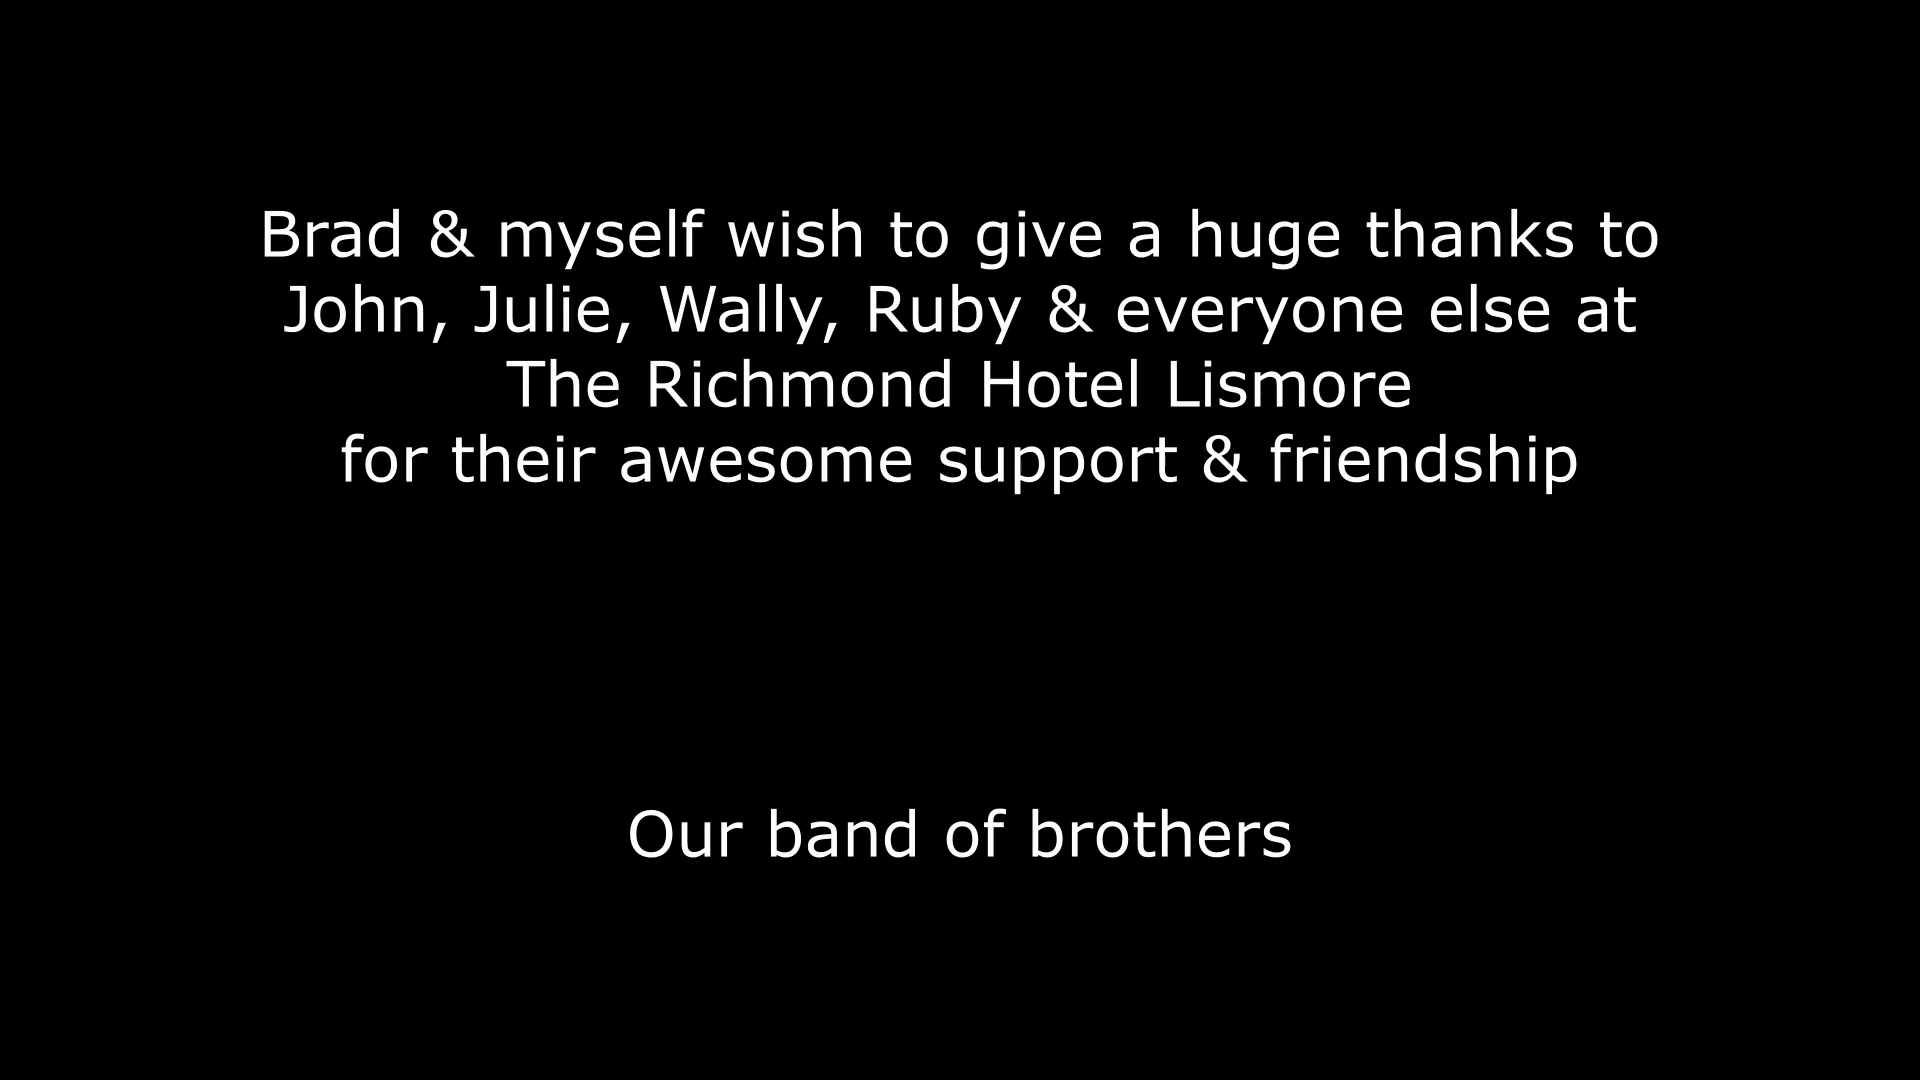 Brad & myself wish to give a huge thanks to
John, Julie, Wally, Ruby & everyone else at
The Richmond Hotel Lismore
for their awesome support & friendship
Our band of brothers